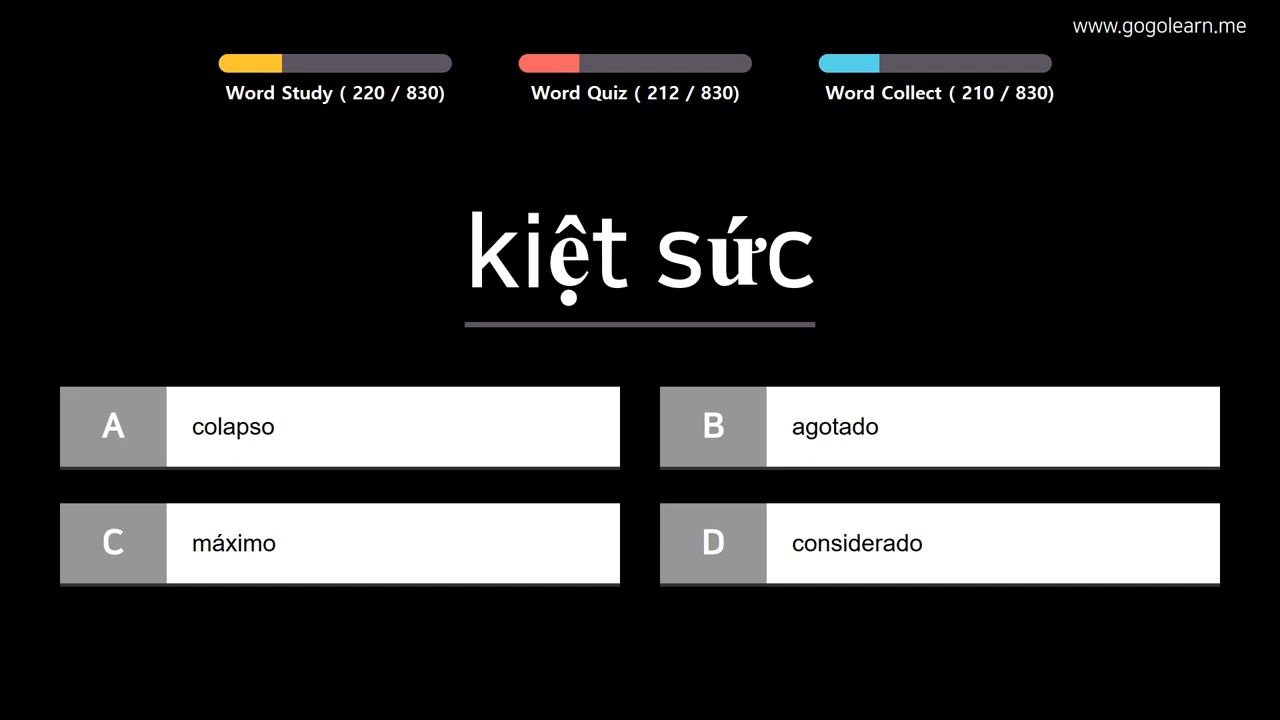 www.gogolearn.me
Word Study ( 220 / 830)
Word Quiz ( 212 / 830)
Word Collect ( 210 / 830)
kiệt sức
A colapso
B agotado
C máximo
D considerado